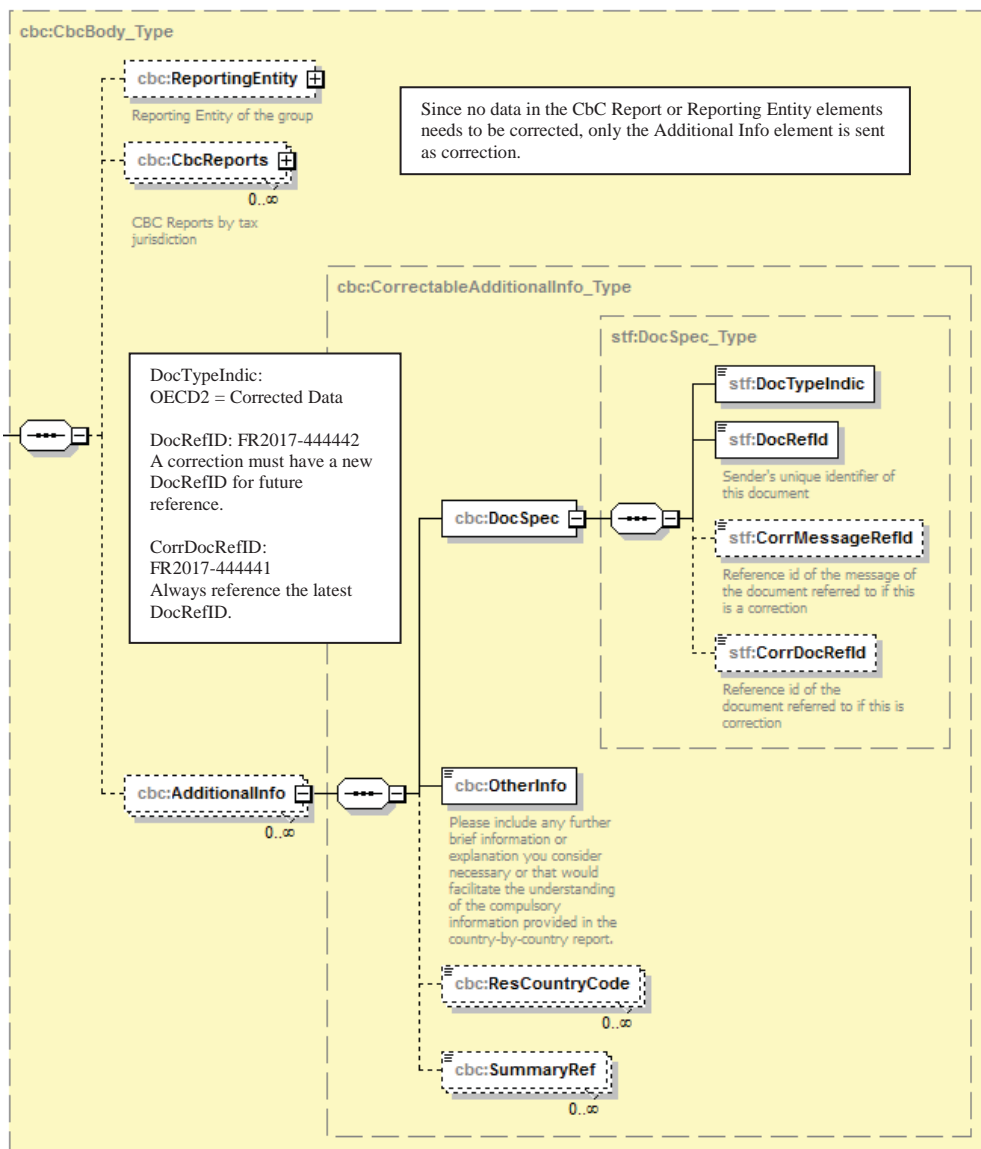 cbc:CbcBody_Type
cbc:ReportingEntity
Reporting Entity of the group
Since no data in the CbC Report or Reporting Entity elements
needs to be corrected, only the Additional Info element is sent
as correction.
cbc:CbcReports
0..∞
CBC Reports by tax
jurisdiction
cbc:CorrectableAdditionalInfo_Type
stf:DocSpec_Type
DocTypeIndic:
OECD2 = Corrected Data
DocRefID: FR2017-444442
A correction must have a new
DocRefID for future
reference.
CorrDocRefID:
FR2017-444441
Always reference the latest
DocRefID.
cbc:DocSpec
stf:DocTypeIndic
stf:DocRefId
Sender's unique identifier of
this document
stf:CorrMessageRefId
Reference id of the message of
the document referred to if this
is a correction
stf:CorrDocRefId
Reference id of the
document referred to if this is
correction
cbc:AdditionalInfo
0..∞
cbc:OtherInfo
Please include any further
brief information or
explanation you consider
necessary or that would
facilitate the understanding
of the compulsory
information provided in the
country-by-country report.
cbc:ResCountryCode
0..∞
cbc:SummaryRef
0..∞